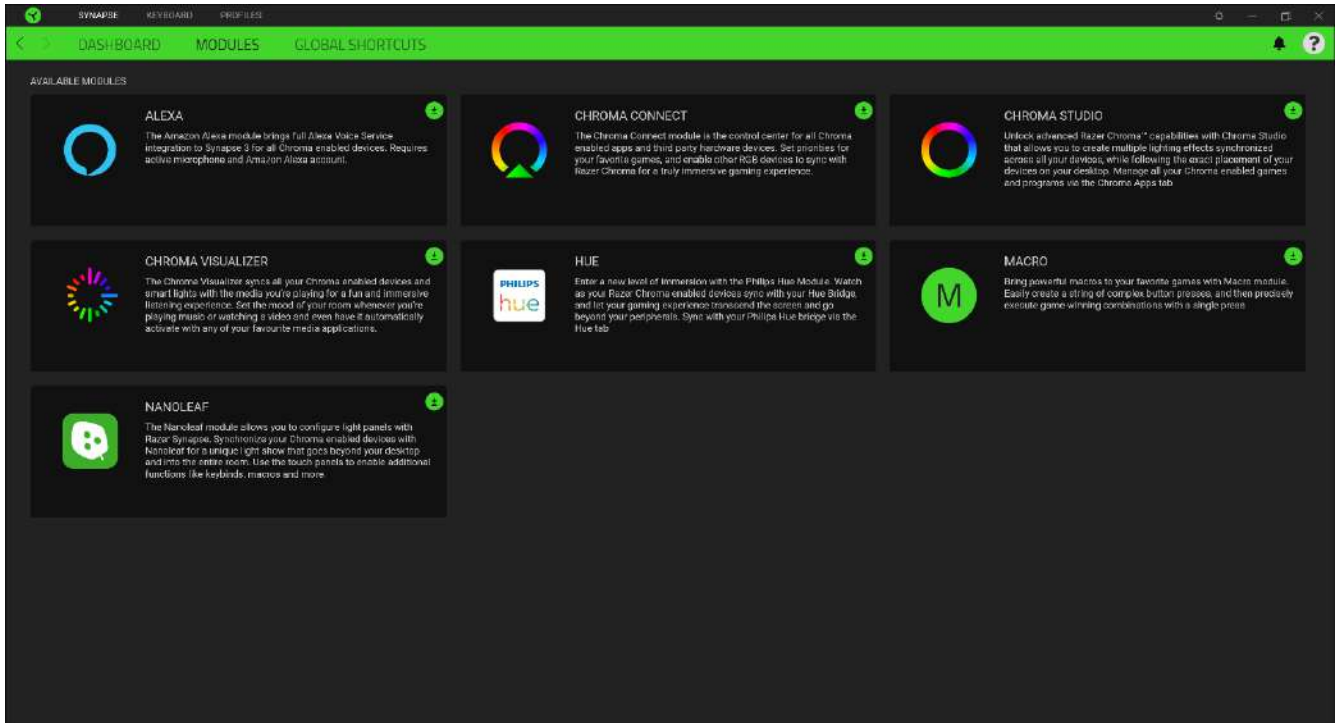 SYNAPSE KEYBOARD PROFILES
DASHBOARD MODULES GLOBAL SHORTCUTS
?
AVAILABLE MODULES
ALEXA
The Amazon Alexa module brings full Alexa Voice Service
integration to Synapse 3 for all Chroma enabled devices. Requires
active microphone and Amazon Alexa account.
CHROMA CONNECT
The Chroma Connect module is the control center for all Chroma
enabled apps and third party hardware devices. Set priorities for
your favorite games, and enable other RGB devices to sync with
Razer Chroma for a truly immersive gaming experience.
CHROMA STUDIO
Unlock advanced Razer Chroma™ capabilities with Chroma Studio
that allows you to create multiple lighting effects synchronized
across all your devices, while following the exact placement of your
devices on your desktop. Manage all your Chroma enabled games
and programs via the Chroma Apps tab
CHROMA VISUALIZER
The Chroma Visualizer syncs all your Chroma enabled devices and
smart lights with the media you're playing for a fun and immersive
listening experience. Set the mood of your room whenever you're
playing music or watching a video and even have it automatically
activate with any of your favourite media applications.
PHILIPS
hue
HUE
Enter a new level of immersion with the Philips Hue Module. Watch
as your Razer Chroma enabled devices sync with your Hue Bridge,
and let your gaming experience transcend the screen and go
beyond your peripherals. Sync with your Philips Hue bridge via the
Hue tab
M
MACRO
Bring powerful macros to your favorite games with Macro module.
Easily create a string of complex button presses, and then precisely
execute game-winning combinations with a single press
NANOLEAF
The Nanoleaf module allows you to configure light panels with
Razer Synapse. Synchronize your Chroma enabled devices with
Nanoleaf for a unique light show that goes beyond your desktop
and into the entire room. Use the touch panels to enable additional
functions like keybinds, macros and more